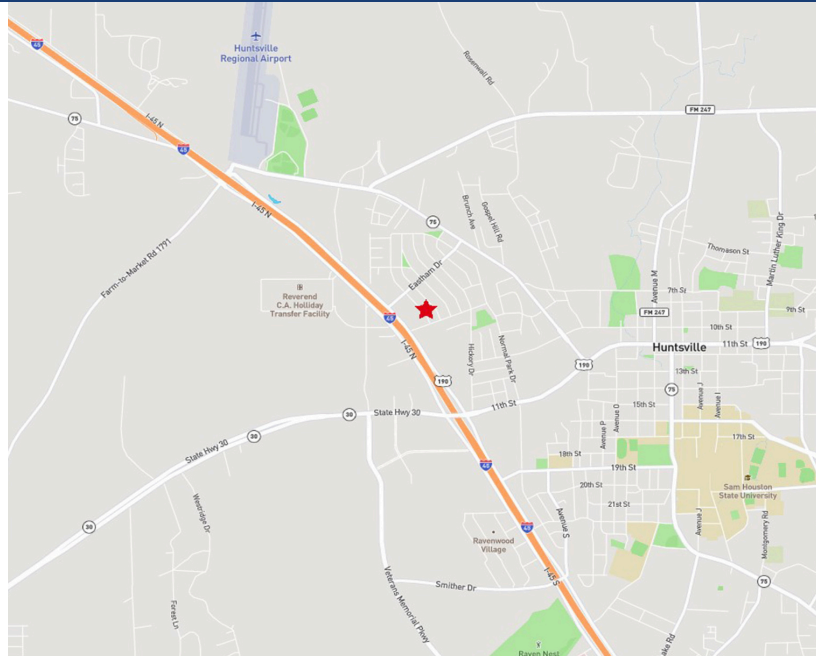 45
Huntsville
Regional Airport
Rosenwall Rd
FM 247
75
I-45 N
45
I-45 N
75
Brunch Ave
Gospel Hill Rd
Martin Luther King Dr
Thomason St
Farm-to-Market Rd 1791
Eastham Dr
Avenue M
7th St
Reverend
C.A. Holliday
Transfer Facility
45
FM 247
9th St
10th St
I-45 N
Hickory Dr
Normal Park Dr
Huntsville
11th St
190
190
13th St
190
75
Avenue J
Avenue I
State Hwy 30
30
11th St
15th St
Avenue P
Avenue O
State Hwy 30
30
17th St
18th St
45
19th St
20th St
Sam Houston
State University
21st St
Westridge Dr
30
45
Avenue S
Avenue J
Montgomery Rd
Ravenwood
Village
I-45 S
75
Veterans Memorial Pkwy
Smither Dr
Forest Ln
Raven Nest
ake Rd